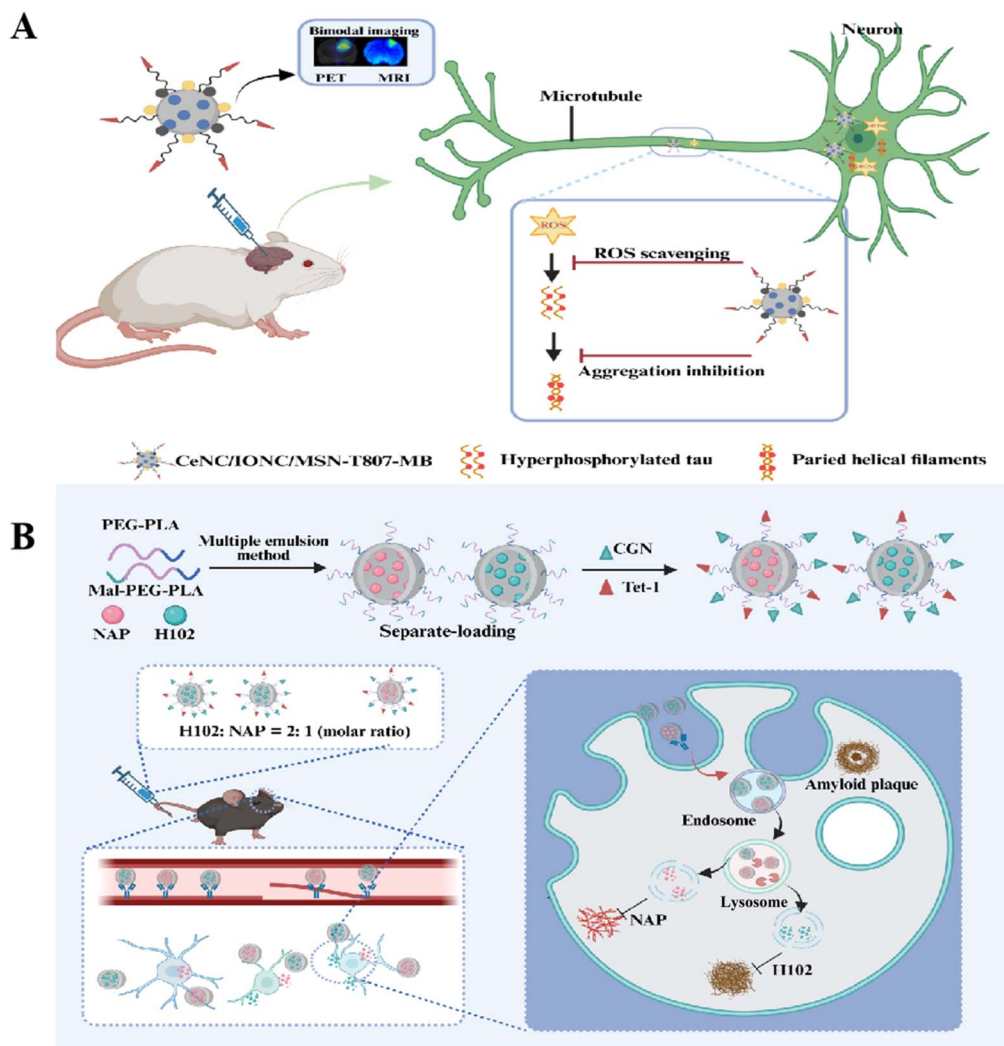 A
Bimodal imaging
PET MRI
Neuron
Microtubule
ROS
ROS
ROS
ROS scavenging
Aggregation inhibition
CeNC/IONC/MSN-T807-MB
Hyperphosphorylated tau
Paried helical filaments
B
PEG-PLA
Mal-PEG-PLA
NAP H102
Multiple emulsion
method
Separate-loading
CGN
Tet-1
H102: NAP = 2: 1 (molar ratio)
Amyloid plaque
Endosome
Lysosome
NAP
H102